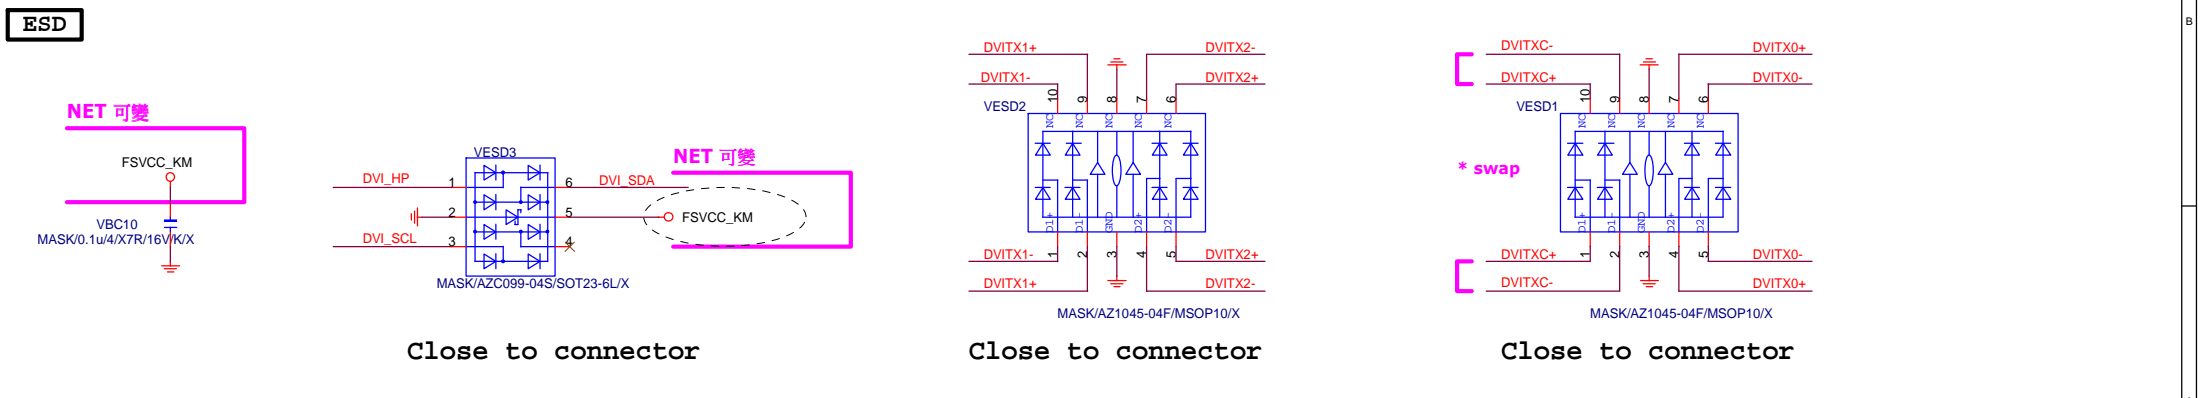 ESD
B
NET 可變
FSVCC_KM
VBC10
MASK/0.1u/4/X7R/16V/K/X
VESD3
DVI_HP
1
2
DVI_SCL
3
6
DVI_SDA
5
FSVCC_KM
4
NET 可變
MASK/AZC099-04S/SOT23-6L/X
Close to connector
DVITX1+
DVITX2-
DVITX1-
DVITX2+
VESD2
10
9
8
7
6
NC
NC
NC
NC
NC
D1+
D1-
GND
D2+
D2-
DVITX1-
1
2
3
4
5
DVITX2+
DVITX1+
DVITX2-
MASK/AZ1045-04F/MSOP10/X
Close to connector
DVITXC-
DVITX0+
DVITXC+
DVITX0-
VESD1
10
9
8
7
6
NC
NC
NC
NC
NC
* swap
D1+
D1-
GND
D2+
D2-
DVITXC+
1
2
3
4
5
DVITX0-
DVITXC-
DVITX0+
MASK/AZ1045-04F/MSOP10/X
Close to connector